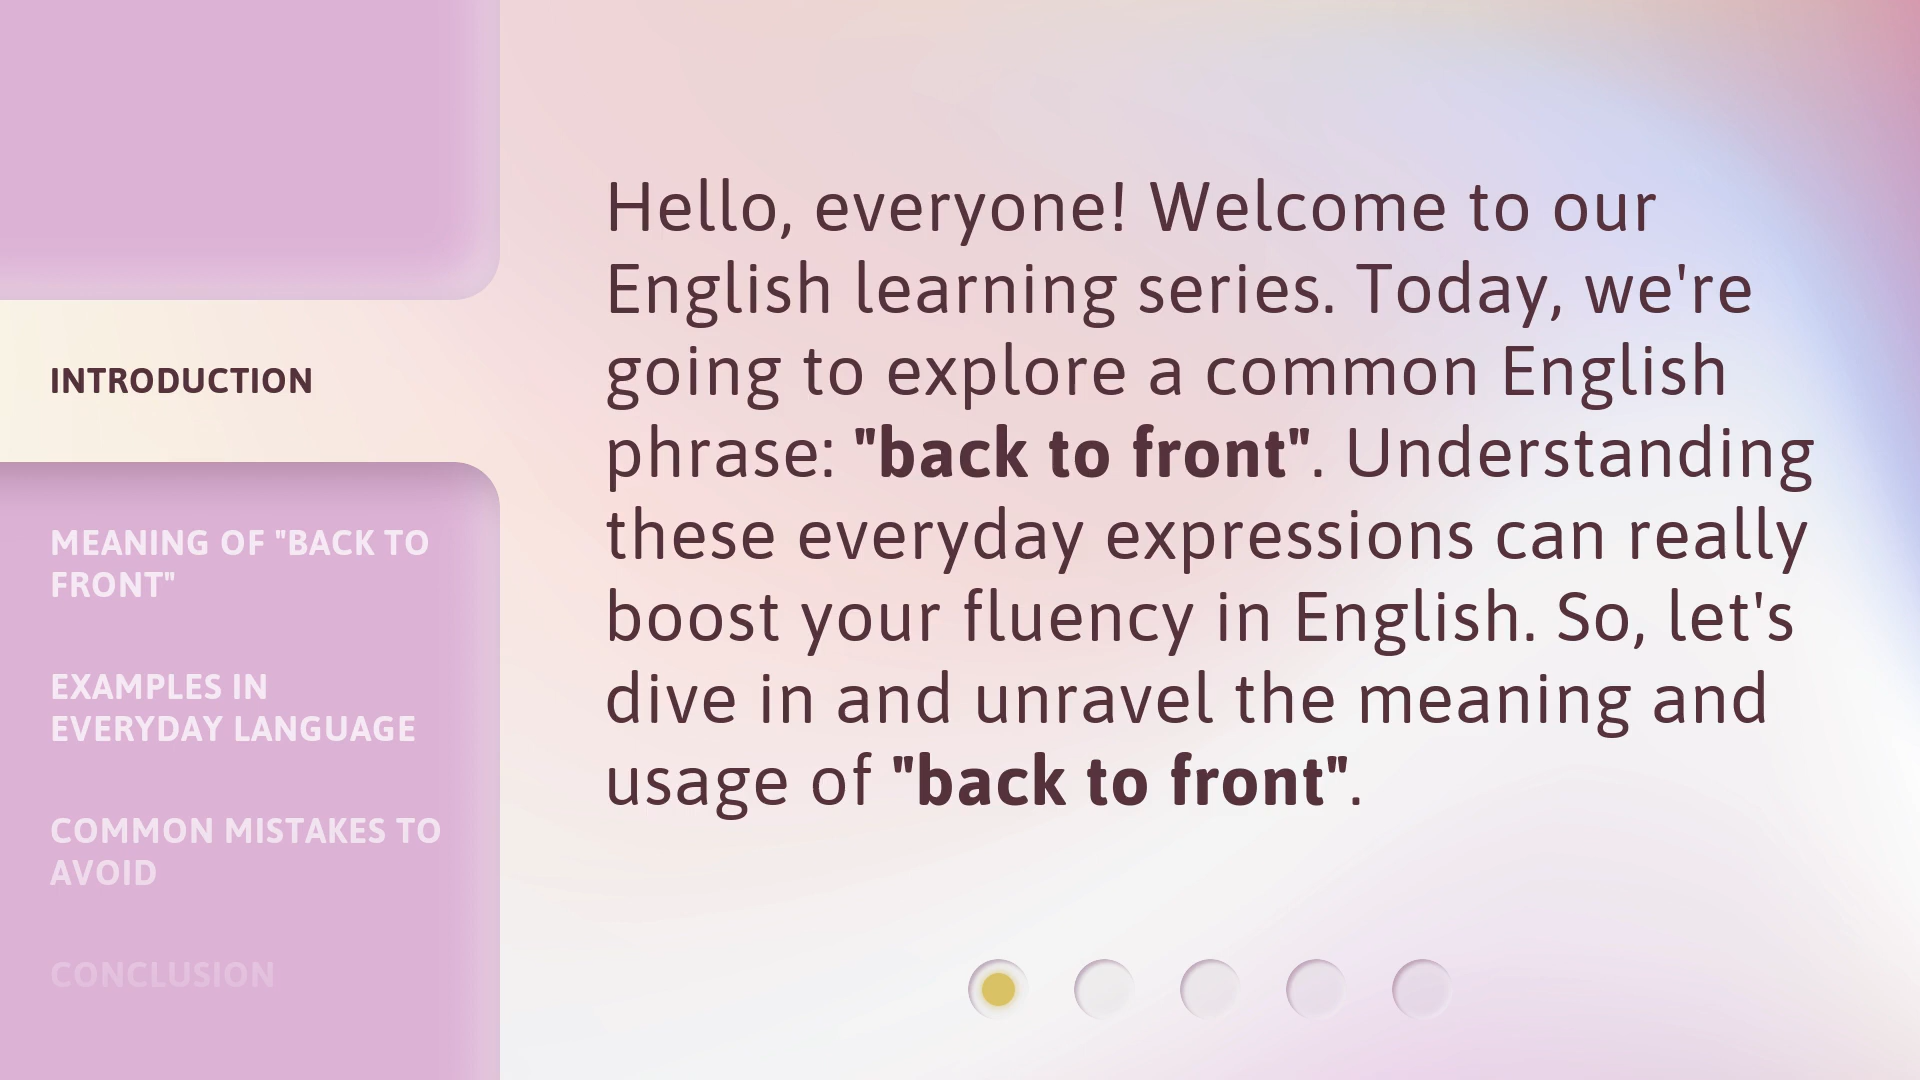 INTRODUCTION
MEANING OF "BACK TO
FRONT"
EXAMPLES IN
EVERYDAY LANGUAGE
COMMON MISTAKES TO
AVOID
CONCLUSION
Hello, everyone! Welcome to our
English learning series. Today, we're
going to explore a common English
phrase: "back to front". Understanding
these everyday expressions can really
boost your fluency in English. So, let's
dive in and unravel the meaning and
usage of "back to front".